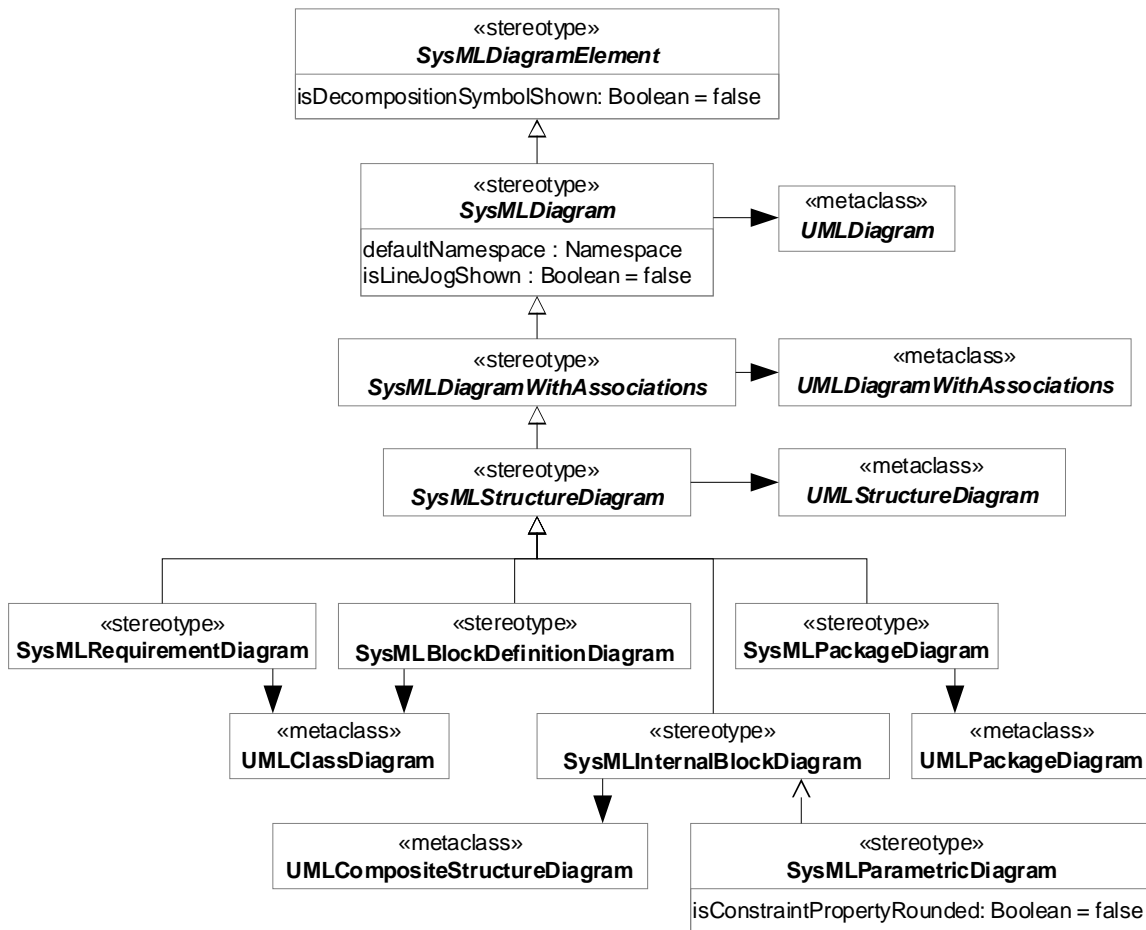 «stereotype»
SysMLDiagramElement
isDecompositionSymbolShown: Boolean = false
«stereotype»
SysMLDiagram
defaultNamespace : Namespace
isLineJogShown : Boolean = false
«metaclass»
UMLDiagram
«stereotype»
SysMLDiagramWithAssociations
«metaclass»
UMLDiagramWithAssociations
«stereotype»
SysMLStructureDiagram
«metaclass»
UMLStructureDiagram
«stereotype»
SysMLRequirementDiagram
«stereotype»
SysMLBlockDefinitionDiagram
«stereotype»
SysMLPackageDiagram
«metaclass»
UMLClassDiagram
«stereotype»
SysMLInternalBlockDiagram
«metaclass»
UMLPackageDiagram
«metaclass»
UMLCompositeStructureDiagram
«stereotype»
SysMLParametricDiagram
isConstraintPropertyRounded: Boolean = false